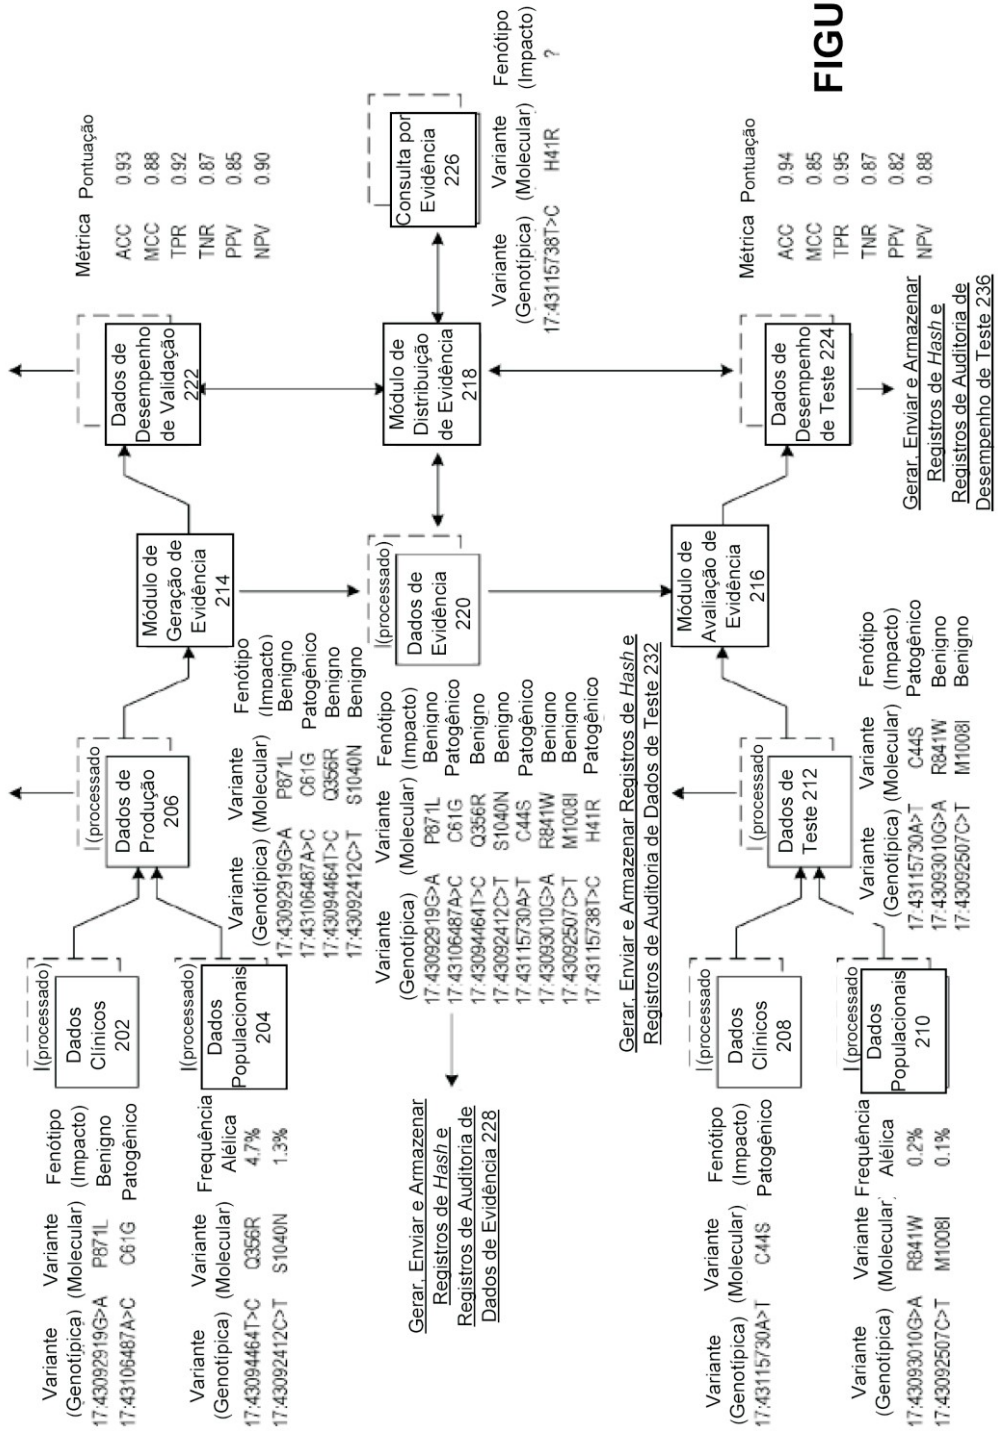 Variante Variante Fenótipo
(Genotípica) (Molecular) (Impacto)
17:43092919G>A P871L Benigno
17:43106487A>C C61G Patogênico
(processado)
Dados
Clínicos
202
Variante Variante Frequência
(Genotípica) (Molecular) Alélica
17:43094464T>C Q356R 4.7%
17:43092412C>T S1040N 1.3%
(processado)
Dados
Populacionais
204
(processado)
Dados de
Produção
206
Variante Variante Fenótipo
(Genotípica) (Molecular) (Impacto)
17:43092919G>A P871L Benigno
17:43106487A>C C61G Patogênico
17:43094464T>C Q356R Benigno
17:43092412C>T S1040N Benigno
Módulo de
Geração de
Evidência
214
Dados de
Desempenho
de Validação
222
Métrica Pontuação
ACC 0.93
MCC 0.88
TPR 0.92
TNR 0.87
PPV 0.85
NPV 0.90
Gerar, Enviar e Armazenar
Registros de Hash e
Registros de Auditoria de
Dados de Evidência 228
Variante Variante Fenótipo
(Genotípica) (Molecular) (Impacto)
17:43092919G>A P871L Benigno
17:43106487A>C C61G Patogênico
17:43094464T>C Q356R Benigno
17:43092412C>T S1040N Benigno
17:43115730A>T C44S Patogênico
17:43093010G>A R841W Benigno
17:43092507C>T M1008I Benigno
17:43115738T>C H41R Patogênico
(processado)
Dados de
Evidência
220
Módulo de
Distribuição
de Evidência
218
Consulta por
Evidência
226
Variante Variante Fenótipo
(Genotípica) (Molecular) (Impacto)
17:43115738T>C H41R ?
Gerar, Enviar e Armazenar Registros de Hash e
Registros de Auditoria de Dados de Teste 232
Variante Variante Fenótipo
(Genotípica) (Molecular) (Impacto)
17:43115730A>T C44S Patogênico
(processado)
Dados
Clínicos
208
Variante Variante Frequência
(Genotípica) (Molecular) Alélica
17:43093010G>A R841W 0.2%
17:43092507C>T M1008I 0.1%
(processado)
Dados
Populacionais
210
(processado)
Dados de
Teste 212
Variante Variante Fenótipo
(Genotípica) (Molecular) (Impacto)
17:43115730A>T C44S Patogênico
17:43093010G>A R841W Benigno
17:43092507C>T M1008I Benigno
Módulo de
Avaliação de
Evidência
216
Dados de
Desempenho
de Teste 224
Métrica Pontuação
ACC 0.94
MCC 0.85
TPR 0.95
TNR 0.87
PPV 0.82
NPV 0.88
Gerar, Enviar e Armazenar
Registros de Hash e
Registros de Auditoria de
Desempenho de Teste 236
FIGU